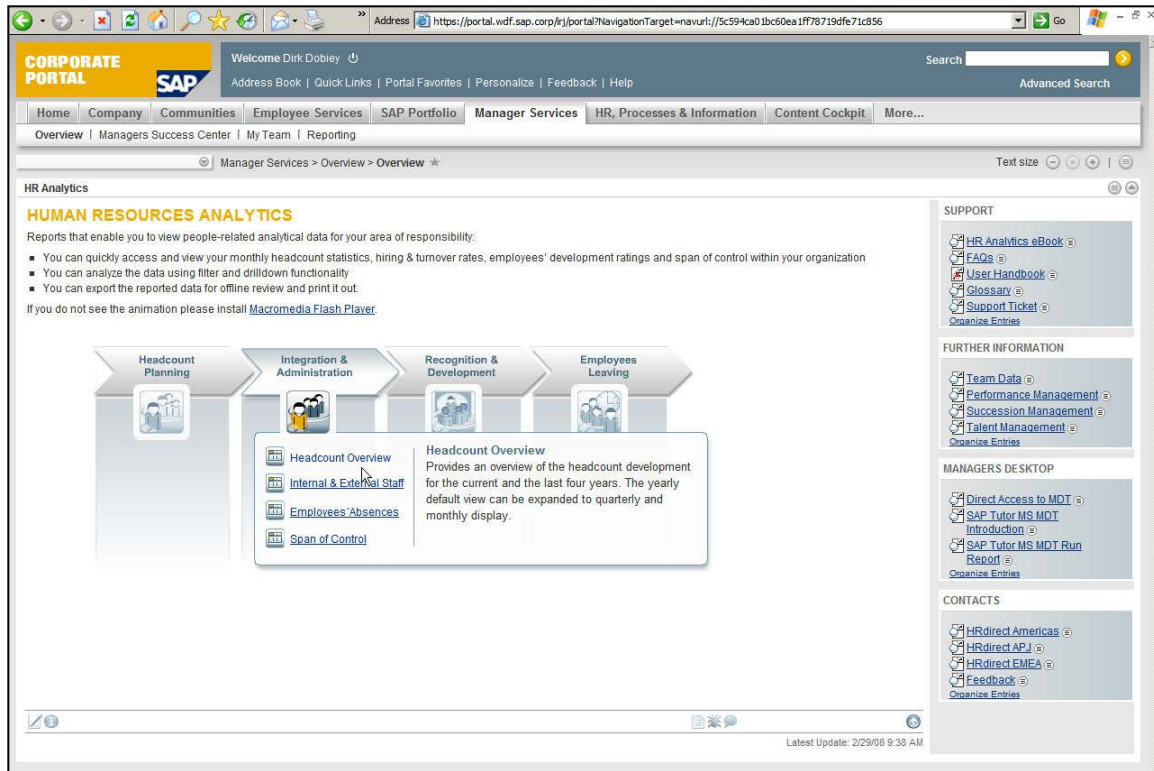 Address https://portal.wdf.sap.corp/irj/portal?NavigationTarget=navurl://5c594ca01bc60ea1ff78719dfe71c856
Go
CORPORATE
PORTAL
SAP
Welcome Dirk Dobiey
Search
Address Book | Quick Links | Portal Favorites | Personalize | Feedback | Help
Advanced Search
Home Company Communities Employee Services SAP Portfolio Manager Services HR, Processes & Information Content Cockpit More...
Overview | Managers Success Center | My Team | Reporting
Manager Services > Overview > Overview
Text size
HR Analytics
HUMAN RESOURCES ANALYTICS
Reports that enable you to view people-related analytical data for your area of responsibility:
You can quickly access and view your monthly headcount statistics, hiring & turnover rates, employees' development ratings and span of control within your organization
You can analyze the data using filter and drilldown functionality
You can export the reported data for offline review and print it out.
If you do not see the animation please install Macromedia Flash Player.
Headcount
Planning
Integration &
Administration
Recognition &
Development
Employees
Leaving
Headcount Overview
Internal & External Staff
Employees´Absences
Span of Control
Headcount Overview
Provides an overview of the headcount development
for the current and the last four years. The yearly
default view can be expanded to quarterly and
monthly display.
SUPPORT
HR Analytics eBook
FAQs
User Handbook
Glossary
Support Ticket
Organize Entries
FURTHER INFORMATION
Team Data
Performance Management
Succession Management
Talent Management
Organize Entries
MANAGERS DESKTOP
Direct Access to MDT
SAP Tutor MS MDT
Introduction
SAP Tutor MS MDT Run
Report
Organize Entries
CONTACTS
HRdirect Americas
HRdirect APJ
HRdirect EMEA
Feedback
Organize Entries
Latest Update: 2/29/08 9:38 AM